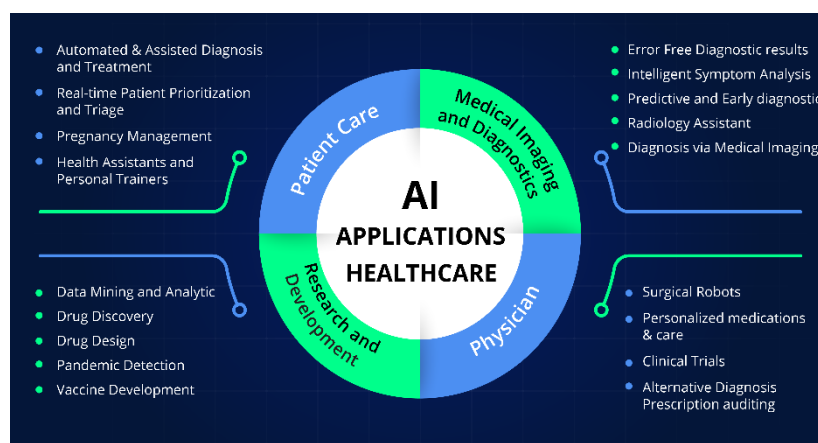 Automated & Assisted Diagnosis
and Treatment
Real-time Patient Prioritization
and Triage
Pregnancy Management
Health Assistants and
Personal Trainers
Patient Care
Medical Imaging
and Diagnostics
Error Free Diagnostic results
Intelligent Symptom Analysis
Predictive and Early diagnostic
Radiology Assistant
Diagnosis via Medical Imaging
AI
APPLICATIONS
HEALTHCARE
Data Mining and Analytic
Drug Discovery
Drug Design
Pandemic Detection
Vaccine Development
Research and
Development
Physician
Surgical Robots
Personalized medications
& care
Clinical Trials
Alternative Diagnosis
Prescription auditing